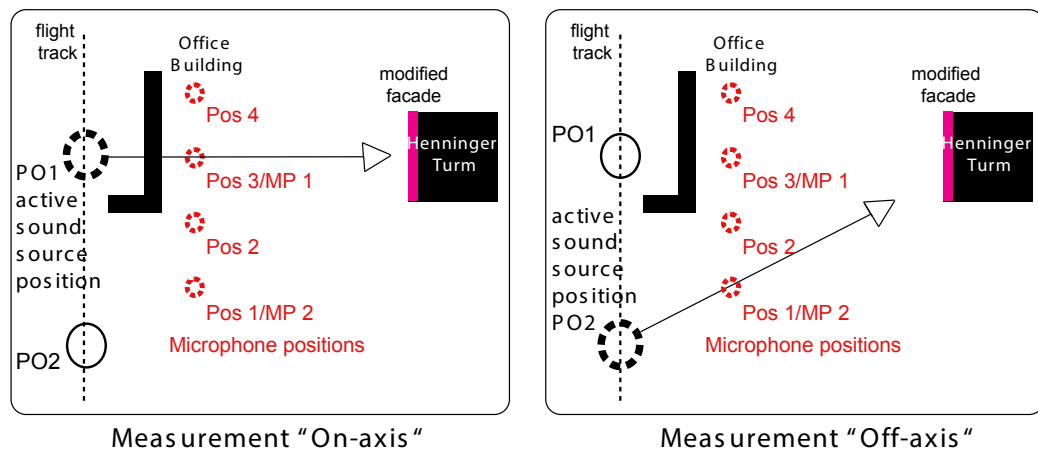 flight
track
Office
Building
modified
facade
Pos 4
Henninger
Turm
PO1
active
sound
source
position
Pos 3/MP 1
Pos 2
Pos 1/MP 2
PO2
Microphone positions
Measurement “On-axis“
flight
track
Office
Building
modified
facade
PO1
Pos 4
Henninger
Turm
Pos 3/MP 1
active
sound
source
position
PO2
Pos 2
Pos 1/MP 2
Microphone positions
Measurement “Off-axis“